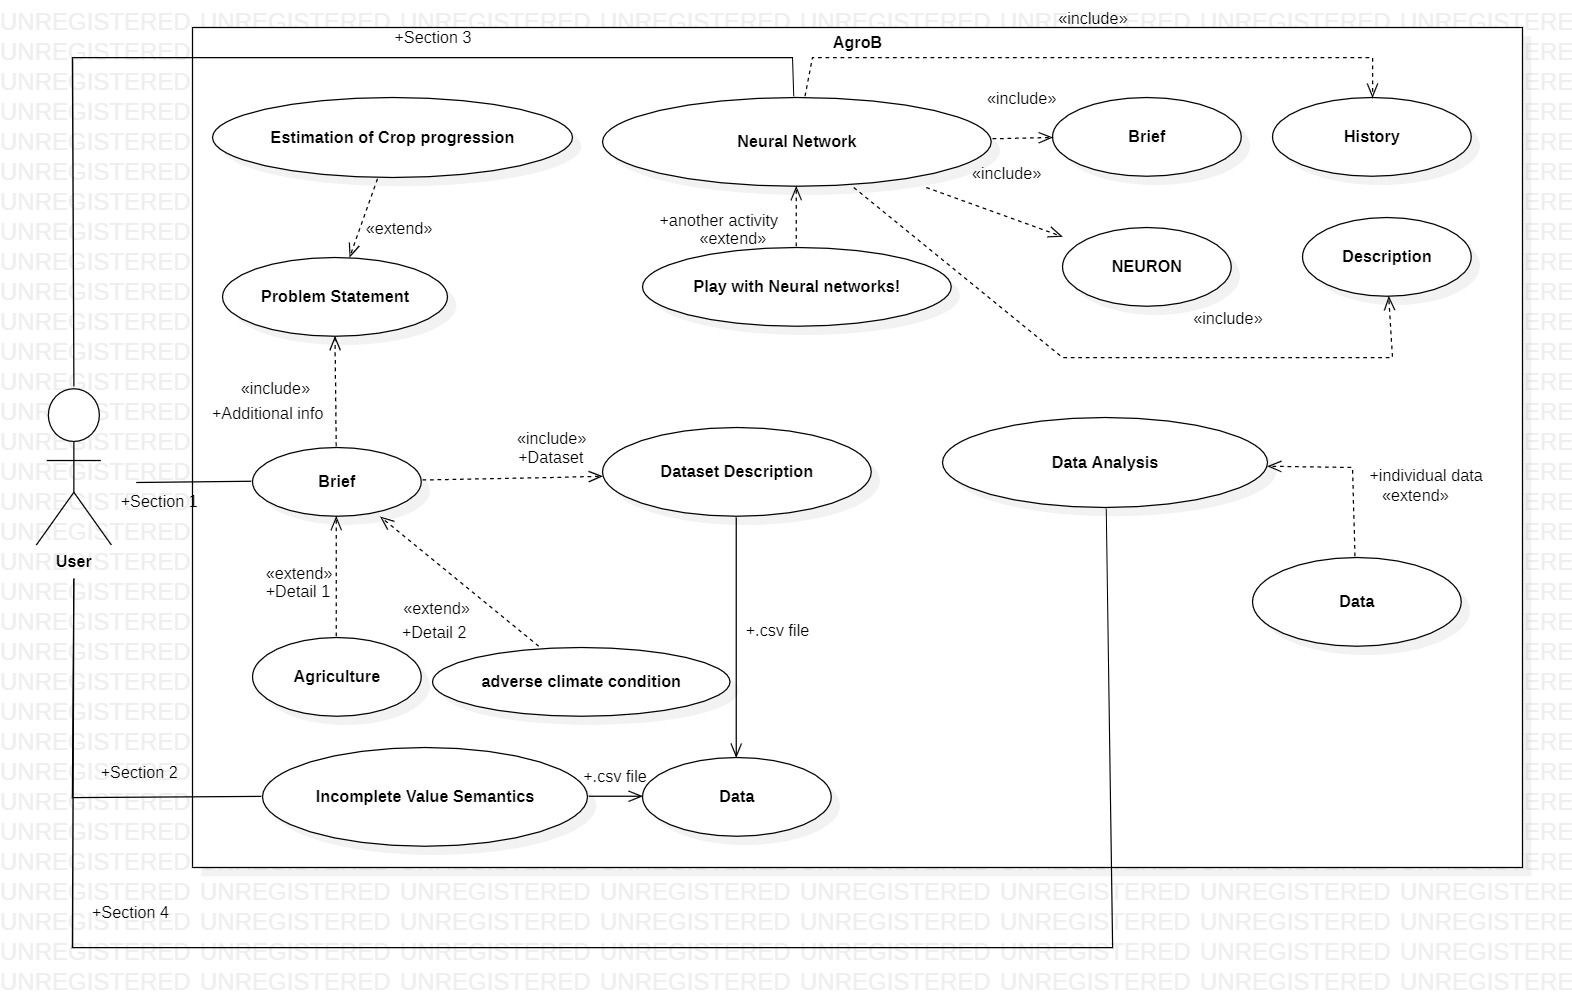 «include»
+Section 3
AgroB
«include»
Estimation of Crop progression
Neural Network
Brief
History
«include»
+another activity
«extend»
«extend»
Description
NEURON
Problem Statement
Play with Neural networks!
«include»
«include»
+Additional info
«include»
+Dataset
Dataset Description
Data Analysis
+individual data
«extend»
Brief
+Section 1
User
«extend»
+Detail 1
«extend»
+Detail 2
Data
+.csv file
Agriculture
adverse climate condition
+Section 2
+.csv file
Incomplete Value Semantics
Data
+Section 4
UNREGISTERED UNREGISTERED UNREGISTERED UNREGISTERED UNREGISTERED UNREGISTERED UNREGISTERED UNREGISTERED